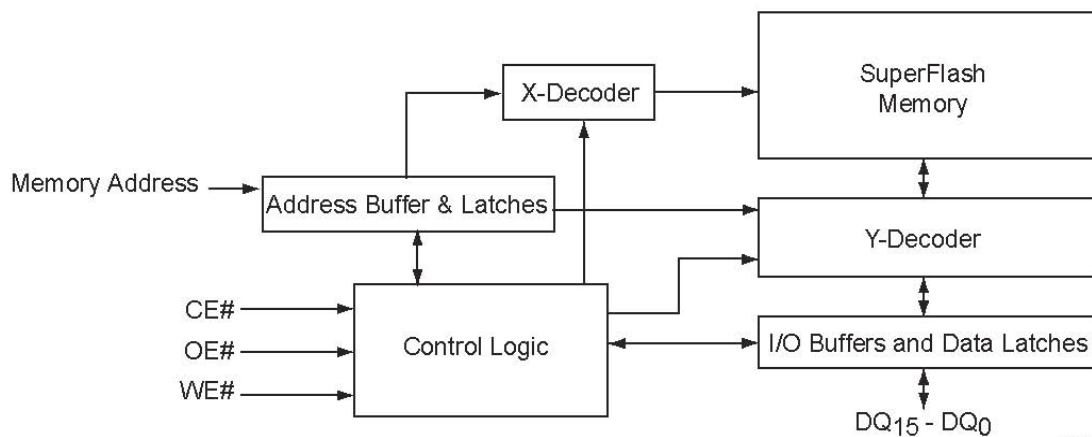 SuperFlash
Memory
X-Decoder
Memory Address
Address Buffer & Latches
Y-Decoder
CE#
OE#
WE#
Control Logic
I/O Buffers and Data Latches
DQ15 - DQ0